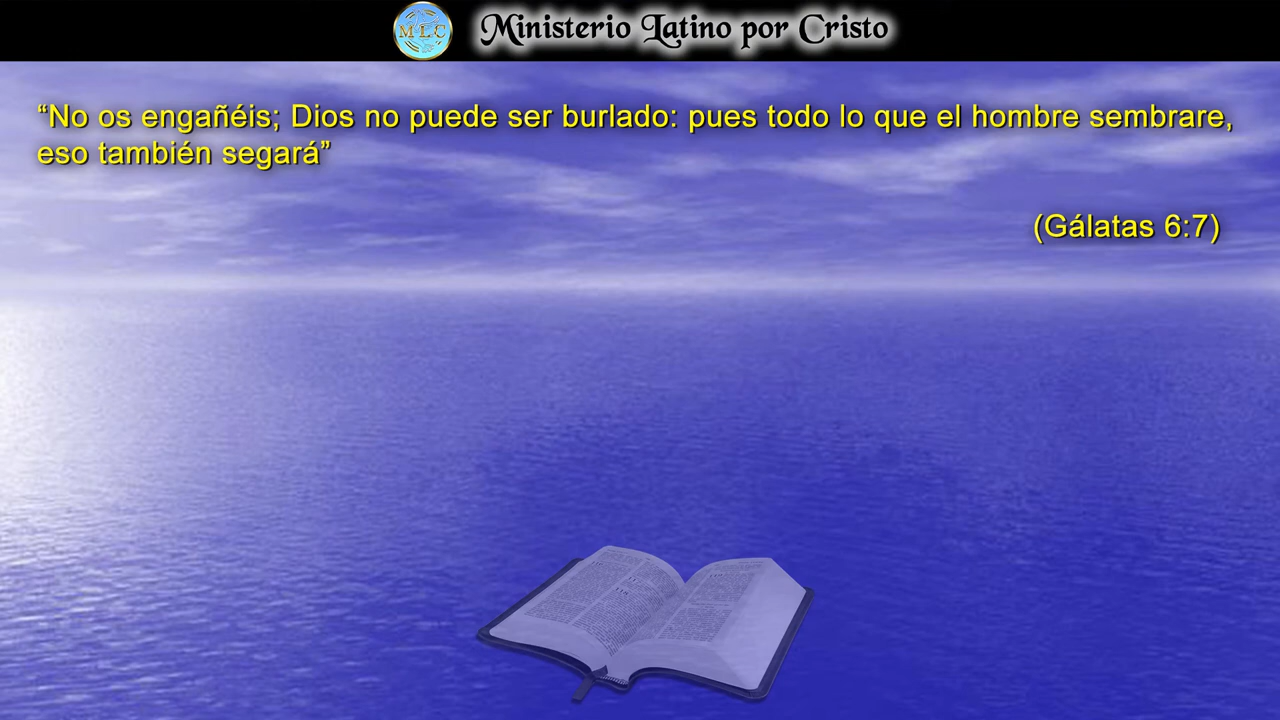 MLC
Ministerio Latino por Cristo
“No os engañéis; Dios no puede ser burlado: pues todo lo que el hombre sembrare,
eso también segará”
(Gálatas 6:7)